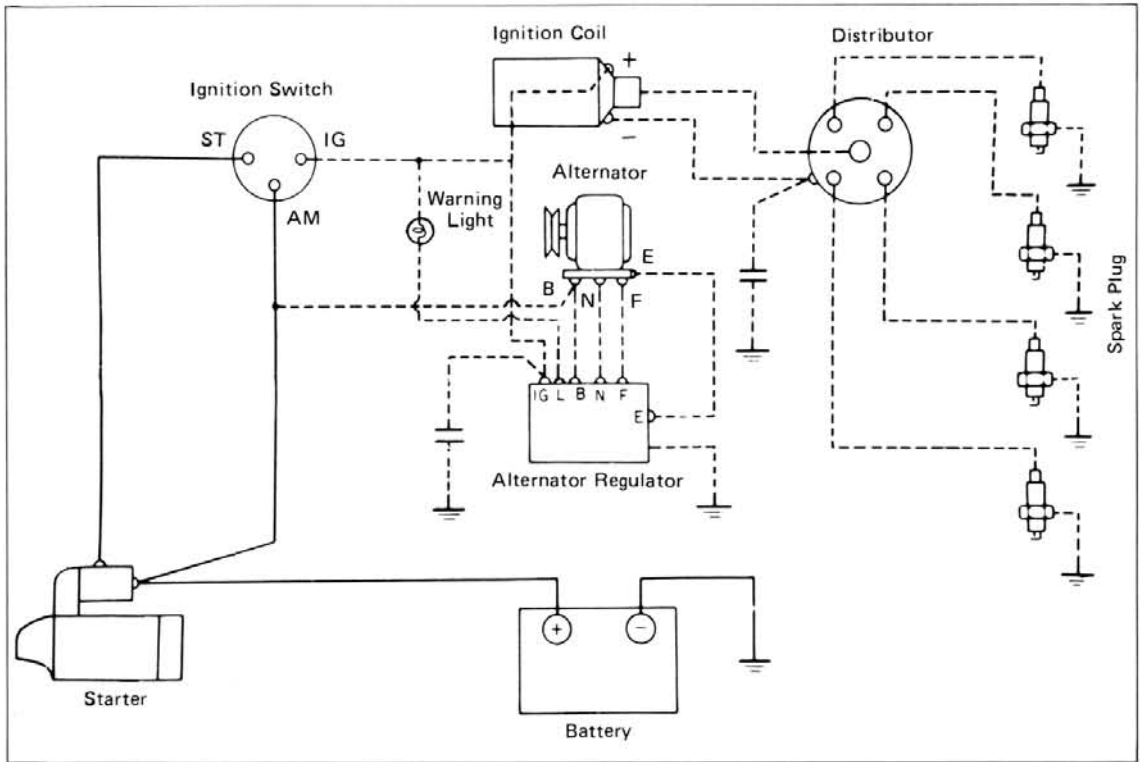 Ignition Coil
Distributor
+
Ignition Switch
ST
IG
−
Alternator
AM
Warning
Light
E
B
N
F
Spark Plug
IG
L
B
N
F
E
Alternator Regulator
+
−
Starter
Battery